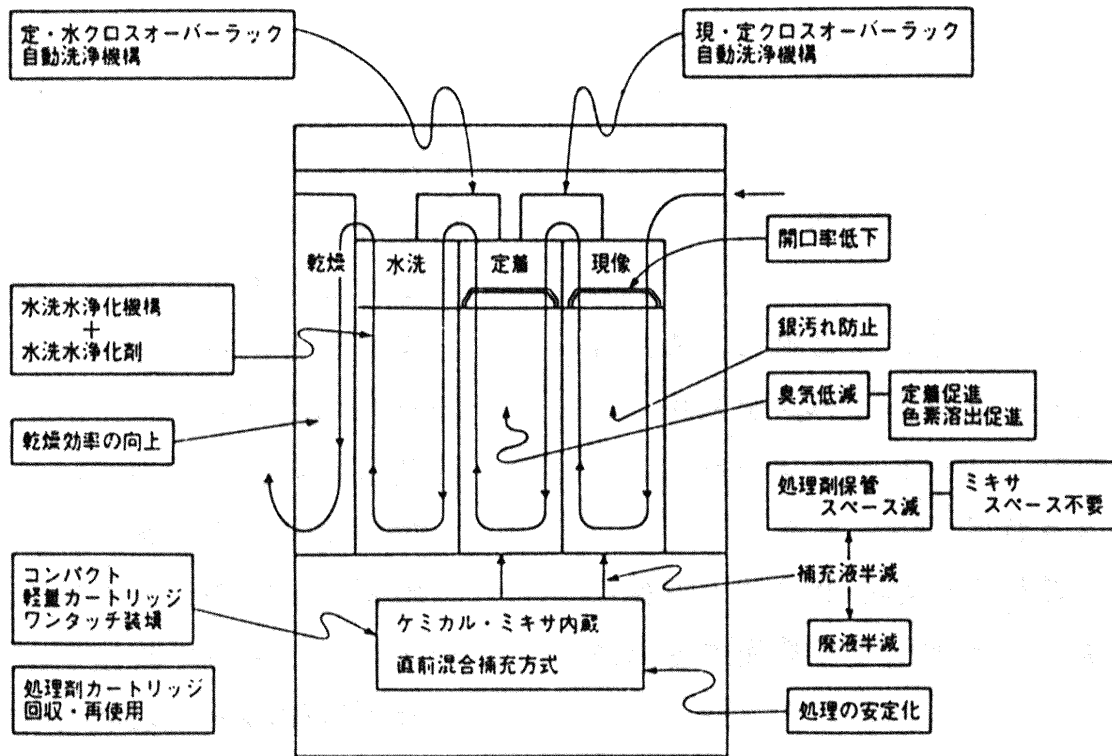 定・水クロスオーバーラック
自動洗浄機構
現・定クロスオーバーラック
自動洗浄機構
乾燥
水洗
定着
現像
開口率低下
水洗水浄化機構
+
水洗水浄化剤
銀汚れ防止
臭気低減
定着促進
色素溶出促進
乾燥効率の向上
処理剤保管
スペース減
ミキサ
スペース不要
コンパクト
軽量カートリッジ
ワンタッチ装填
補充液半減
ケミカル・ミキサ内蔵
直前混合補充方式
廃液半減
処理剤カートリッジ
回収・再使用
処理の安定化